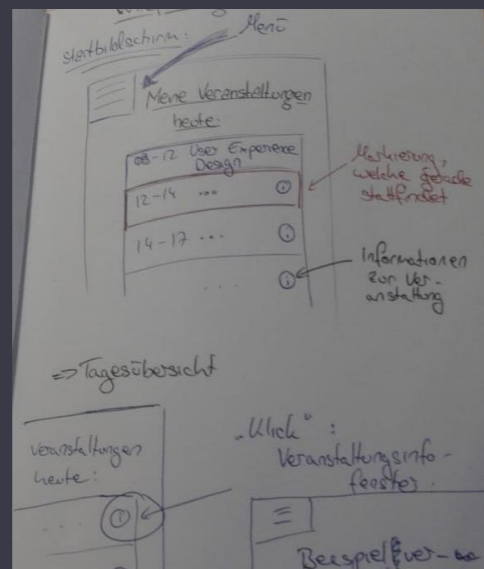 Startbildschirm:
Menü
Meine Veranstaltungen
heute:
08-12 User Experience
Design
12-14 ...
14-17 ...
...
Markierung,
welche gerade
stattfindet
Informationen
zur Ver-
anstaltung
=> Tagesübersicht
Veranstaltungen
heute:
...
"Klick" :
Veranstaltungsinfo-
fenster
Beispielver-